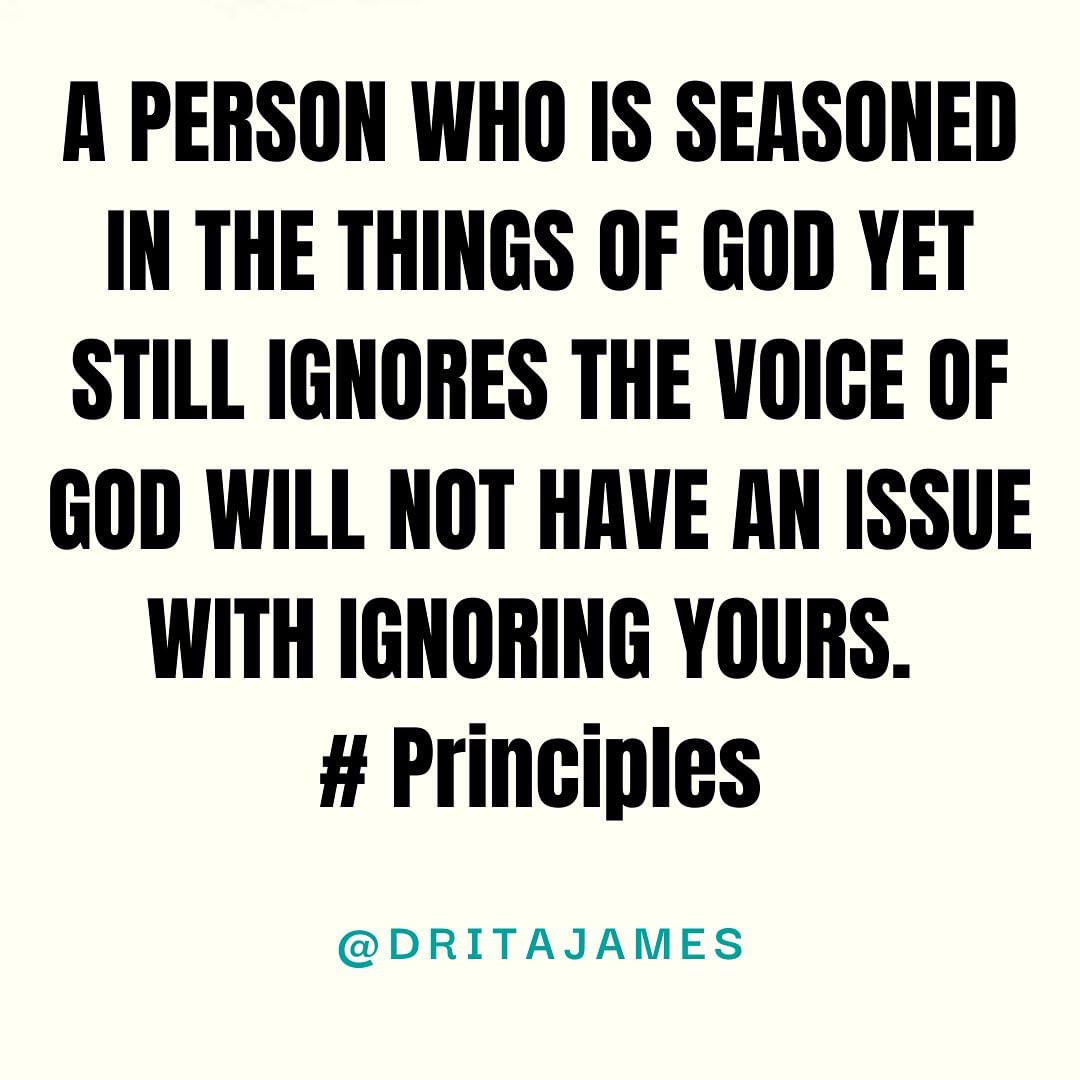 A PERSON WHO IS SEASONED
IN THE THINGS OF GOD YET
STILL IGNORES THE VOICE OF
GOD WILL NOT HAVE AN ISSUE
WITH IGNORING YOURS.
# Principles
@DRITAJAMES